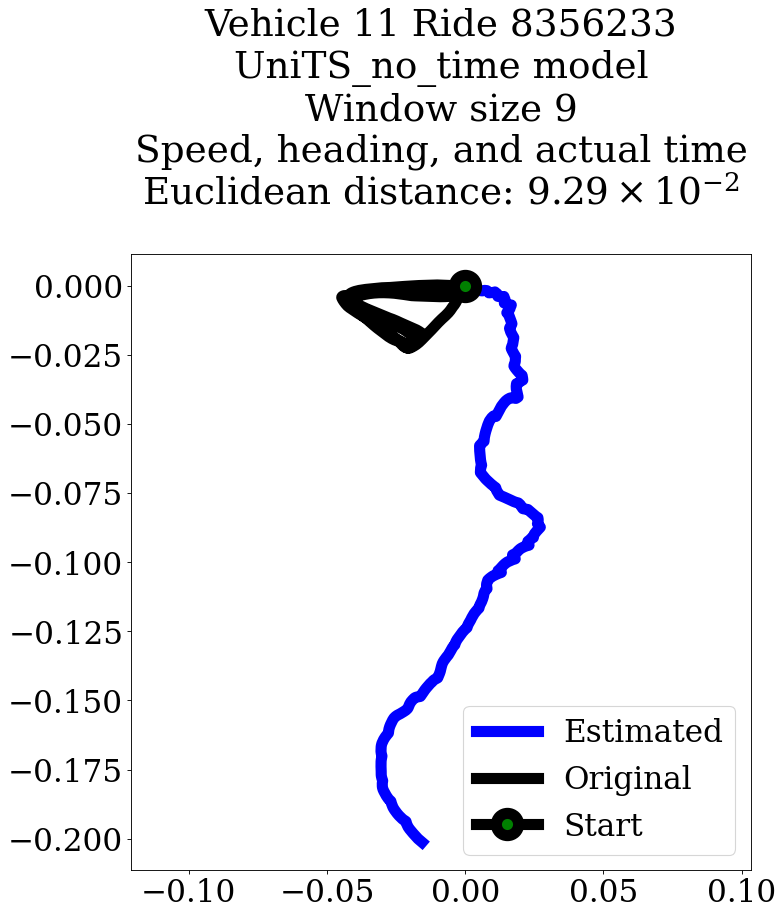 Vehicle 11 Ride 8356233
UniTS_no_time model
Window size 9
Speed, heading, and actual time
Euclidean distance: 9.29 × 10⁻²
0.000
−0.025
−0.050
−0.075
−0.100
−0.125
−0.150
−0.175
−0.200
Estimated
Original
Start
−0.10
−0.05
0.00
0.05
0.10